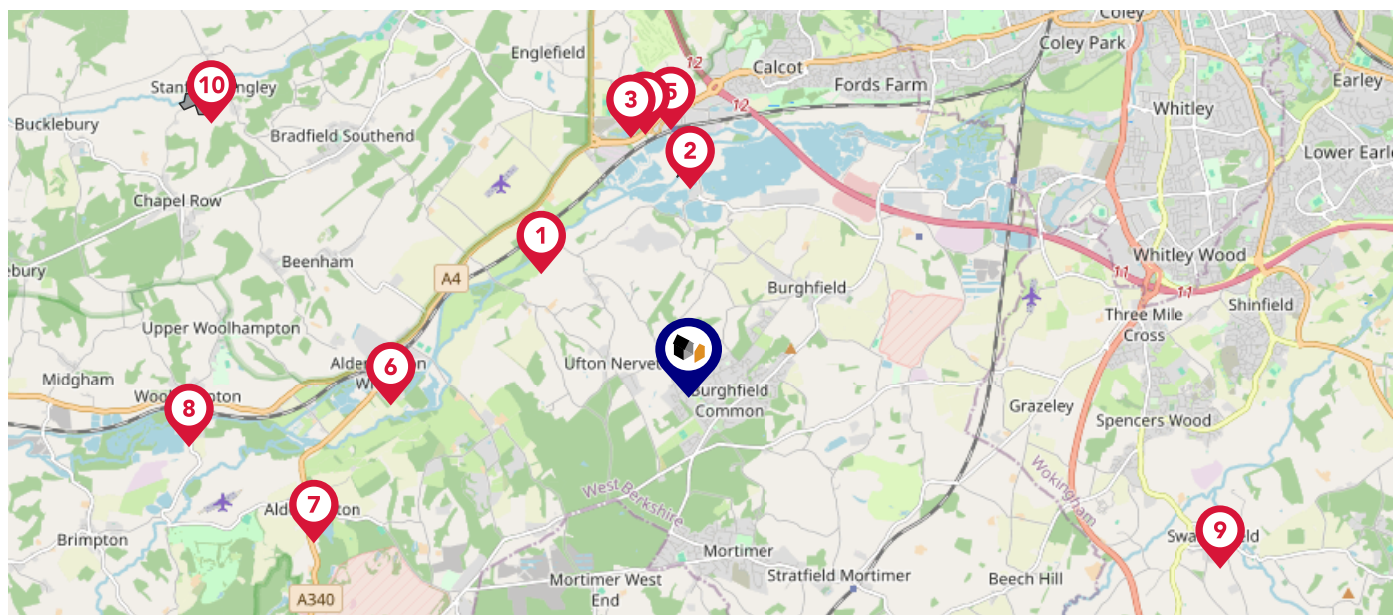 Coley
Englefield
12
Calcot
Coley Park
Earley
Fords Farm
10
3
5
12
Whitley
Bucklebury
Bradfield Southend
2
Lower Earle
Chapel Row
1
Whitley Wood
Beenham
ebury
A4
11
11
Burghfield
Shinfield
Three Mile
Cross
Upper Woolhampton
6
Ufton Nervet
Midgham
Burghfield
Common
8
Grazeley
Spencers Wood
Wokingham
West Berkshire
7
9
Brimpton
Mortimer
Mortimer West
End
Stratfield Mortimer
Beech Hill
A340